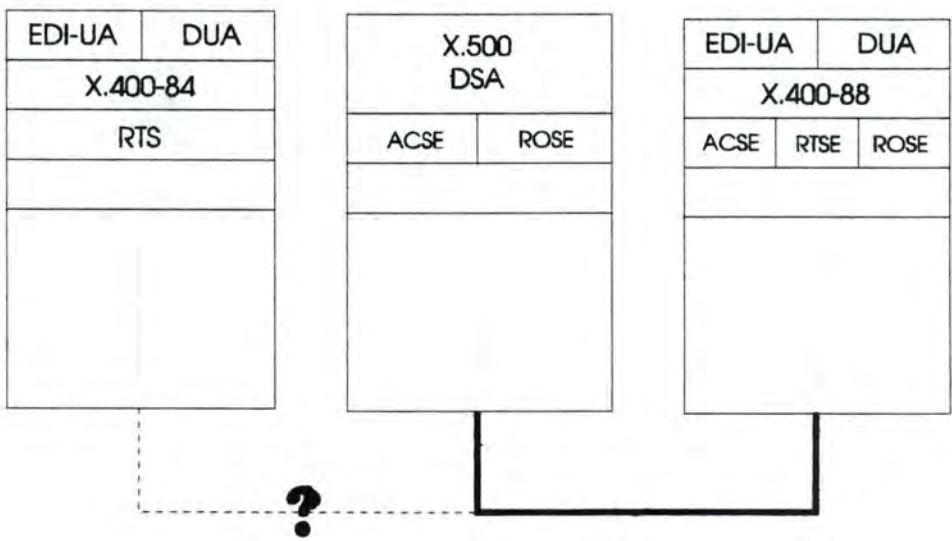 EDI-UA DUA
X.400-84
RTS
X.500
DSA
ACSE ROSE
EDI-UA DUA
X.400-88
ACSE RTSE ROSE
?